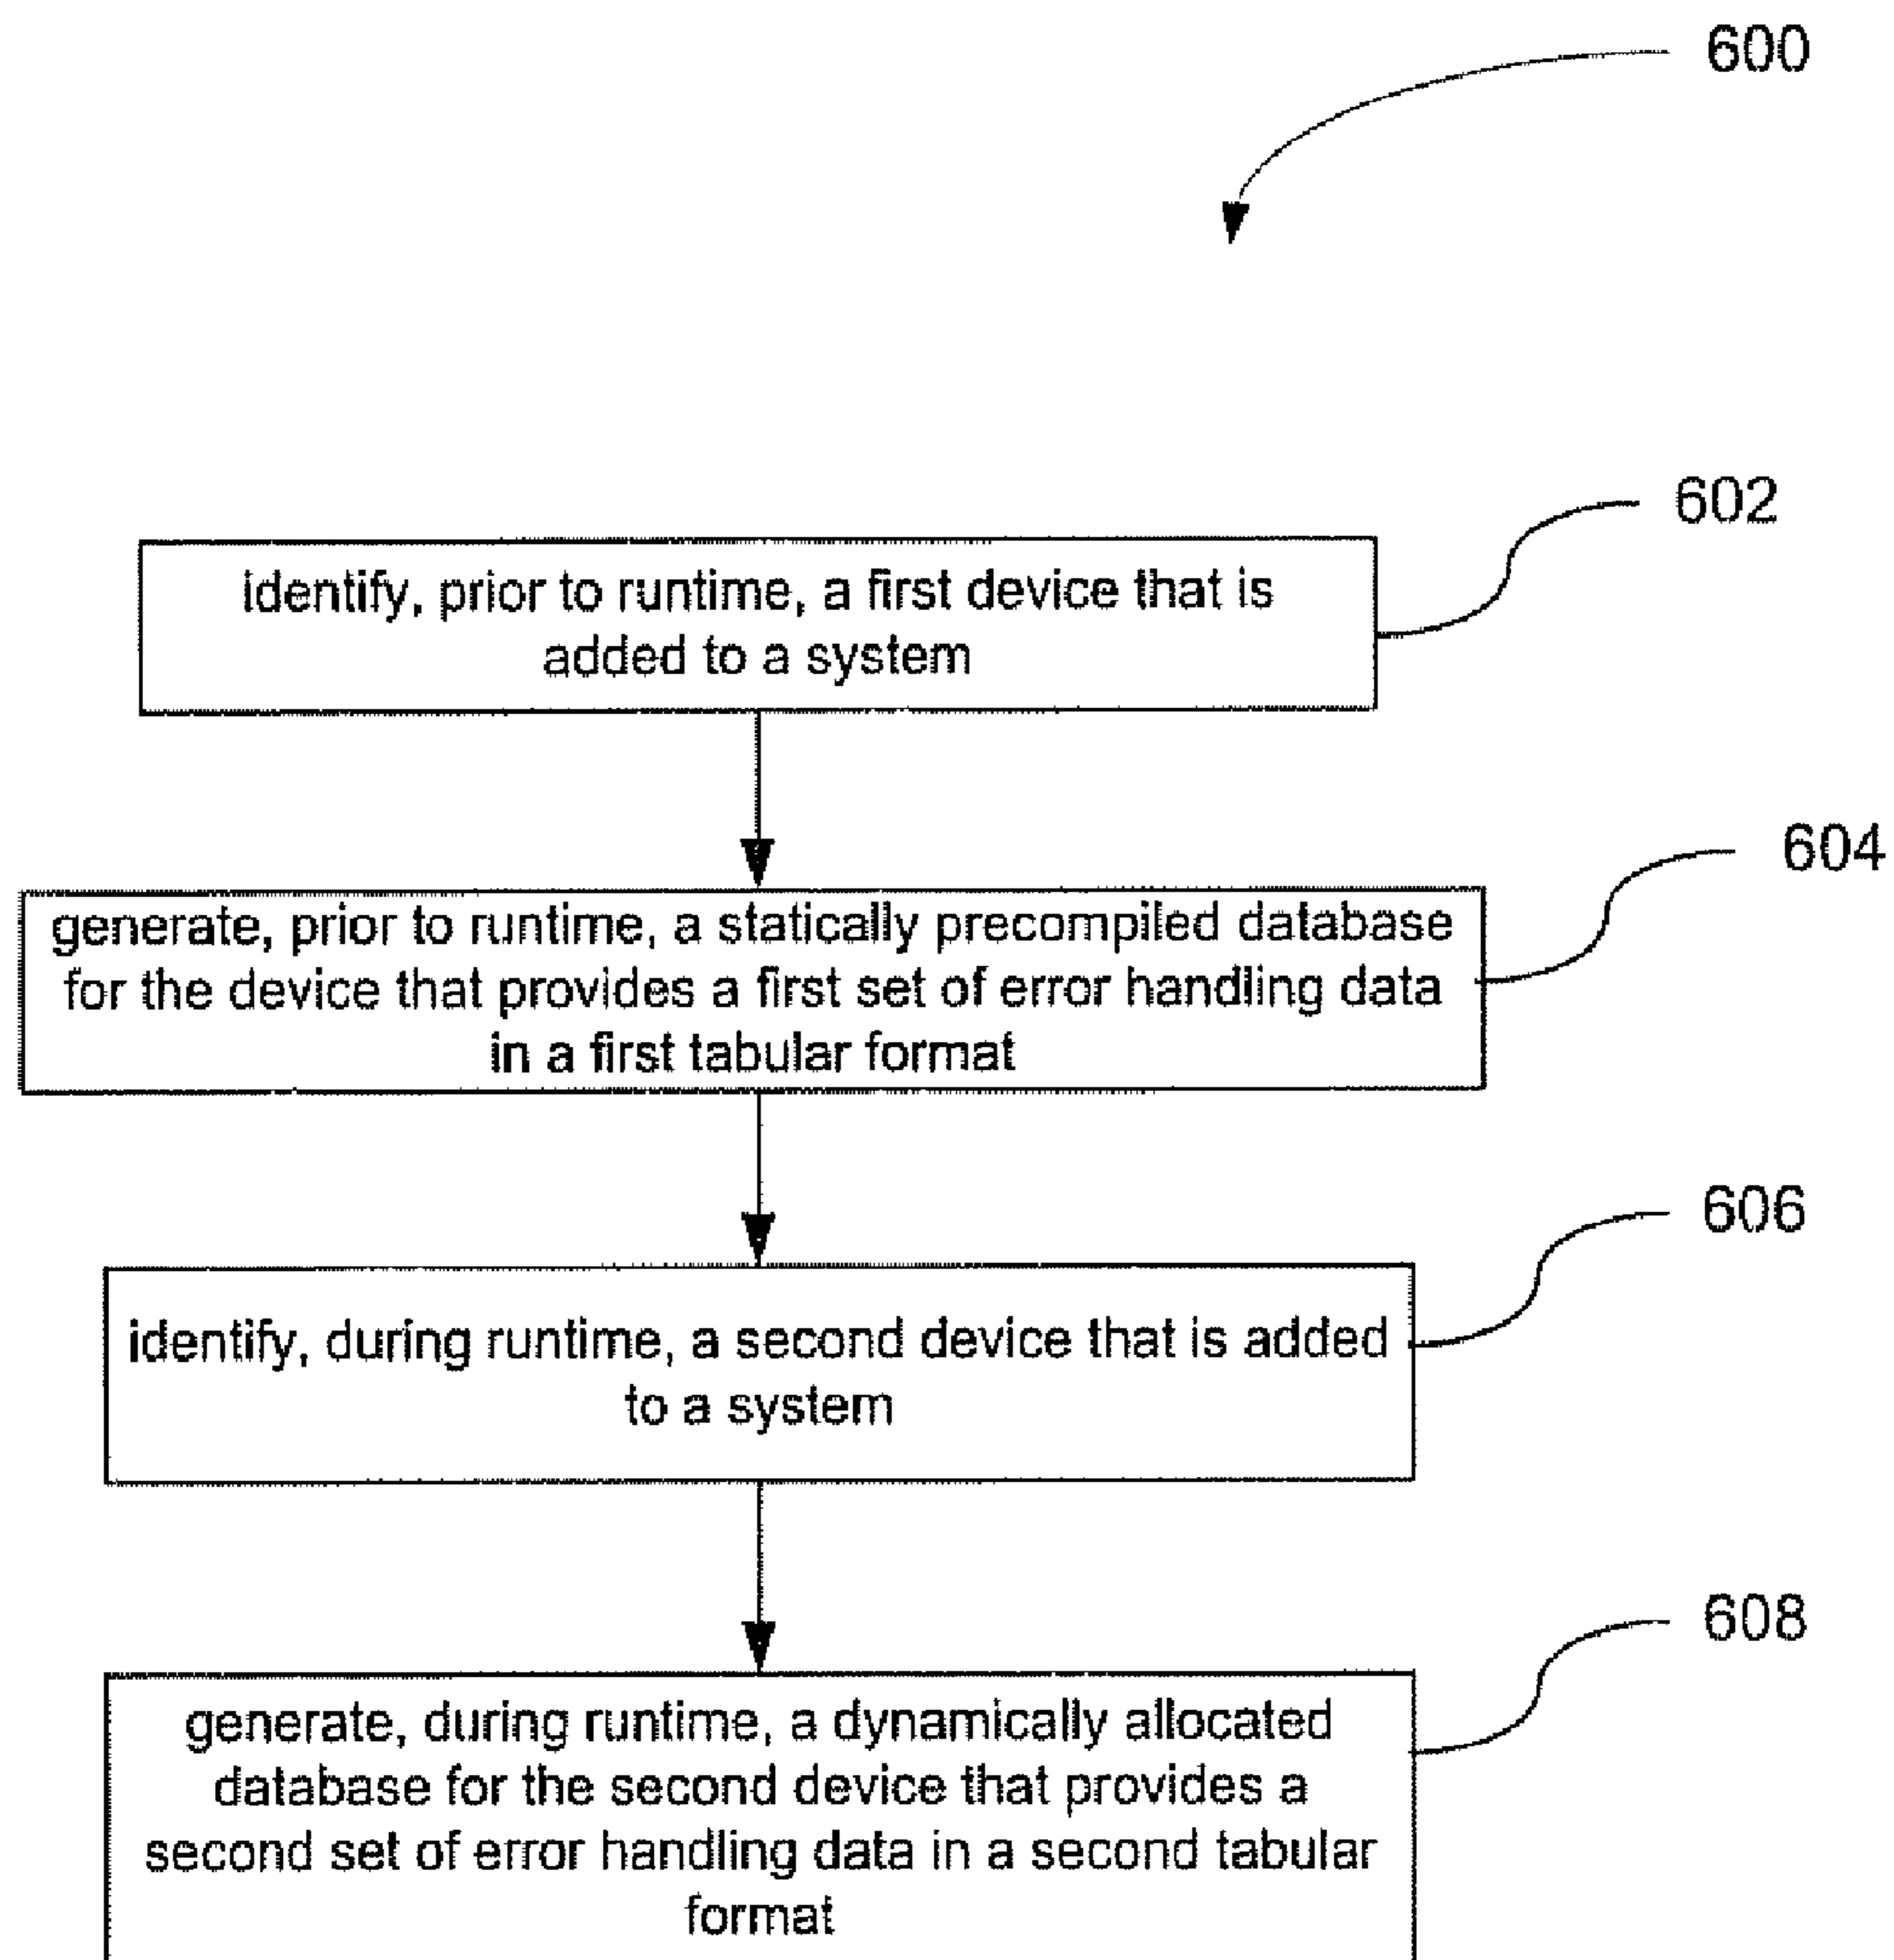 600
602
identify, prior to runtime, a first device that is
added to a system
604
generate, prior to runtime, a statically precompiled database
for the device that provides a first set of error handling data
in a first tabular format
606
identify, during runtime, a second device that is added
to a system
608
generate, during runtime, a dynamically allocated
database for the second device that provides a
second set of error handling data in a second tabular
format